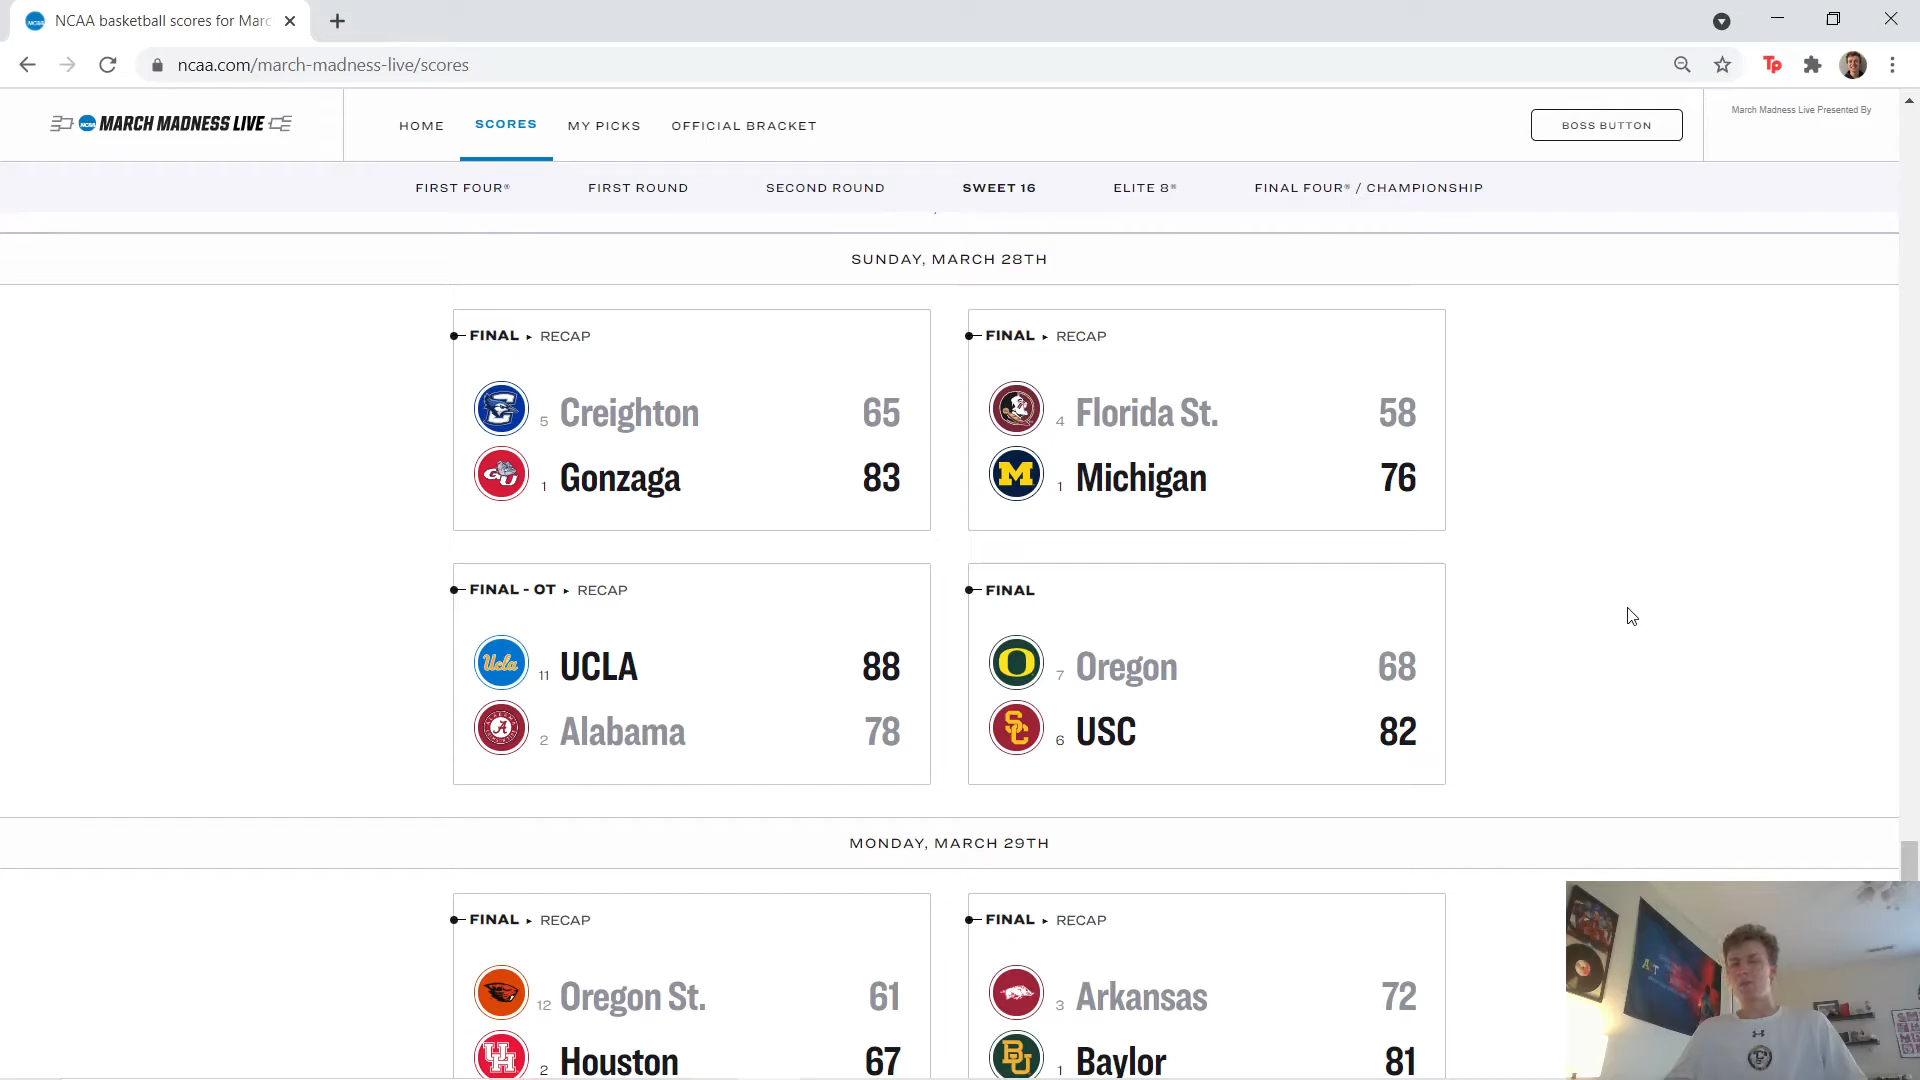 NCAA basketball scores for Marc
ncaa.com/march-madness-live/scores
NCAA MARCH MADNESS LIVE
HOME
SCORES
MY PICKS
OFFICIAL BRACKET
BOSS BUTTON
March Madness Live Presented By
FIRST FOUR®
FIRST ROUND
SECOND ROUND
SWEET 16
ELITE 8®
FINAL FOUR® / CHAMPIONSHIP
SUNDAY, MARCH 28TH
FINAL ▸ RECAP
5 Creighton 65
1 Gonzaga 83
FINAL ▸ RECAP
4 Florida St. 58
1 Michigan 76
FINAL - OT ▸ RECAP
Ucla 11 UCLA 88
2 Alabama 78
FINAL
7 Oregon 68
6 USC 82
MONDAY, MARCH 29TH
FINAL ▸ RECAP
12 Oregon St. 61
2 Houston 67
FINAL ▸ RECAP
3 Arkansas 72
1 Baylor 81